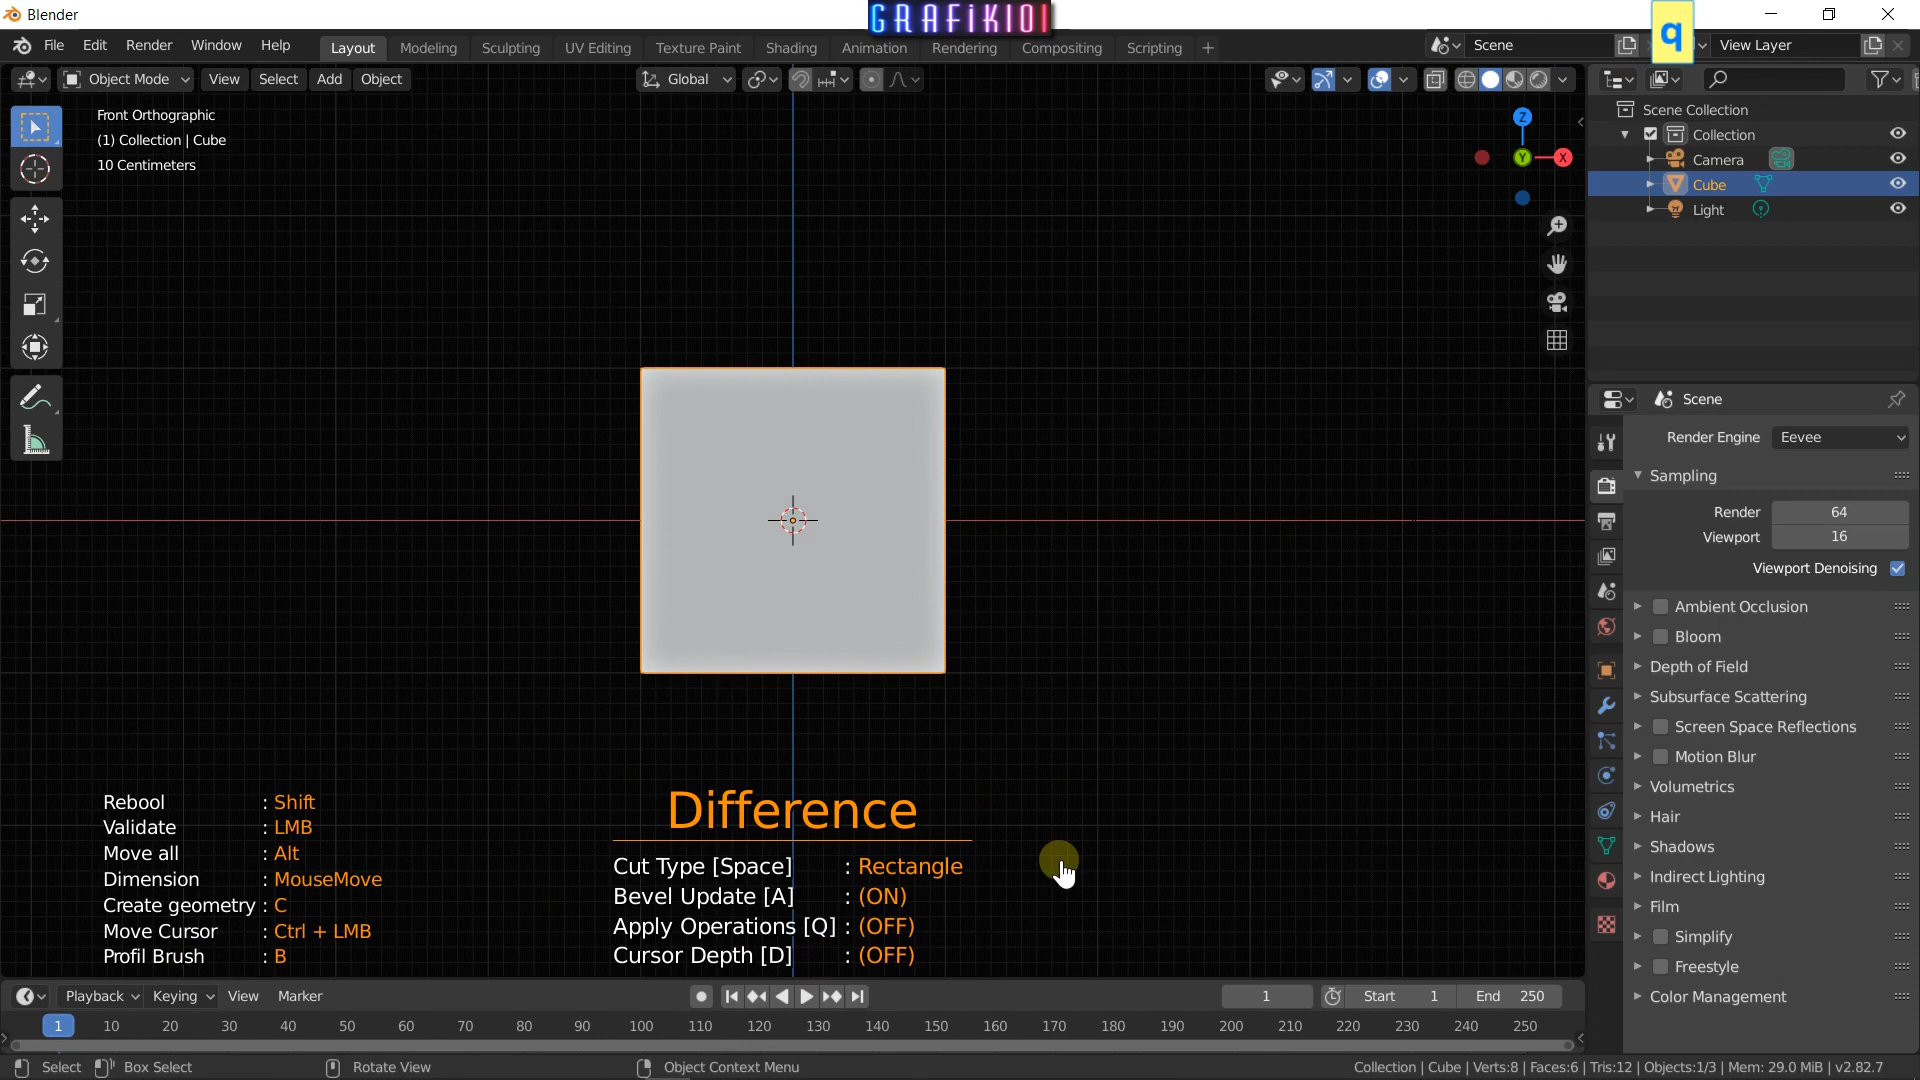 Blender
GRAFiK101
q
File Edit Render Window Help
Layout Modeling Sculpting UV Editing Texture Paint Shading Animation Rendering Compositing Scripting +
Scene
View Layer
Object Mode View Select Add Object
Global
Front Orthographic
(1) Collection | Cube
10 Centimeters
Z
Y
X
Scene Collection
Collection
Camera
Cube
Light
Scene
Render Engine Eevee
Sampling
Render 64
Viewport 16
Viewport Denoising
Ambient Occlusion
Bloom
Depth of Field
Subsurface Scattering
Screen Space Reflections
Motion Blur
Volumetrics
Hair
Shadows
Indirect Lighting
Film
Simplify
Freestyle
Color Management
Rebool : Shift
Validate : LMB
Move all : Alt
Dimension : MouseMove
Create geometry : C
Move Cursor : Ctrl + LMB
Profil Brush : B
Difference
Cut Type [Space] : Rectangle
Bevel Update [A] : (ON)
Apply Operations [Q] : (OFF)
Cursor Depth [D] : (OFF)
Playback Keying View Marker
1 Start 1 End 250
1 10 20 30 40 50 60 70 80 90 100 110 120 130 140 150 160 170 180 190 200 210 220 230 240 250
Select Box Select Rotate View Object Context Menu
Collection | Cube | Verts:8 | Faces:6 | Tris:12 | Objects:1/3 | Mem: 29.0 MiB | v2.82.7